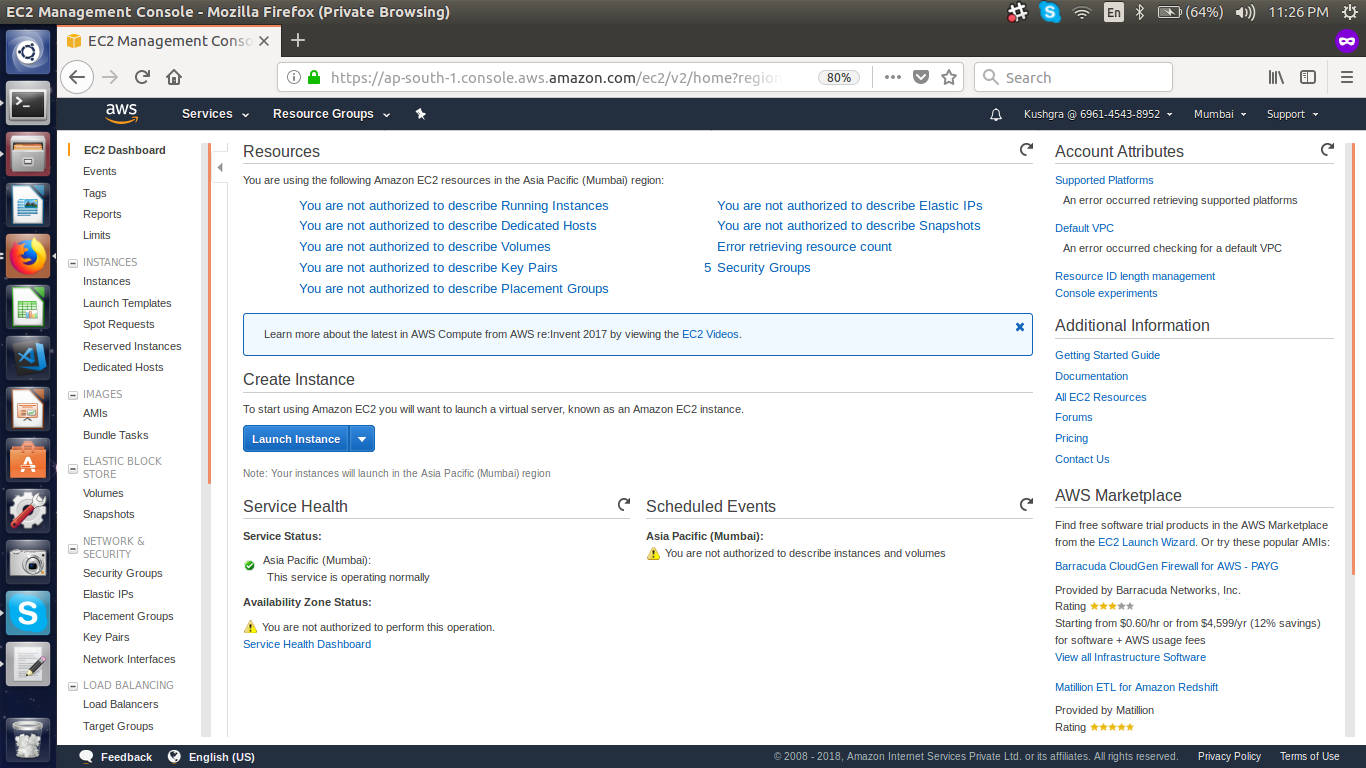 EC2 Management Console - Mozilla Firefox (Private Browsing)
En
(64%)
11:26 PM
EC2 Management Conso
https://ap-south-1.console.aws.amazon.com/ec2/v2/home?region
80%
Search
aws
Services
Resource Groups
Kushgra @ 6961-4543-8952
Mumbai
Support
EC2 Dashboard
Events
Tags
Reports
Limits
INSTANCES
Instances
Launch Templates
Spot Requests
Reserved Instances
Dedicated Hosts
IMAGES
AMIs
Bundle Tasks
ELASTIC BLOCK
STORE
Volumes
Snapshots
NETWORK &
SECURITY
Security Groups
Elastic IPs
Placement Groups
Key Pairs
Network Interfaces
LOAD BALANCING
Load Balancers
Target Groups
Resources
You are using the following Amazon EC2 resources in the Asia Pacific (Mumbai) region:
You are not authorized to describe Running Instances
You are not authorized to describe Elastic IPs
You are not authorized to describe Dedicated Hosts
You are not authorized to describe Snapshots
You are not authorized to describe Volumes
Error retrieving resource count
You are not authorized to describe Key Pairs
5 Security Groups
You are not authorized to describe Placement Groups
Learn more about the latest in AWS Compute from AWS re:Invent 2017 by viewing the EC2 Videos.
Create Instance
To start using Amazon EC2 you will want to launch a virtual server, known as an Amazon EC2 instance.
Launch Instance
Note: Your instances will launch in the Asia Pacific (Mumbai) region
Service Health
Service Status:
Asia Pacific (Mumbai):
This service is operating normally
Availability Zone Status:
You are not authorized to perform this operation.
Service Health Dashboard
Scheduled Events
Asia Pacific (Mumbai):
You are not authorized to describe instances and volumes
Account Attributes
Supported Platforms
An error occurred retrieving supported platforms
Default VPC
An error occurred checking for a default VPC
Resource ID length management
Console experiments
Additional Information
Getting Started Guide
Documentation
All EC2 Resources
Forums
Pricing
Contact Us
AWS Marketplace
Find free software trial products in the AWS Marketplace
from the EC2 Launch Wizard. Or try these popular AMIs:
Barracuda CloudGen Firewall for AWS - PAYG
Provided by Barracuda Networks, Inc.
Rating
Starting from $0.60/hr or from $4,599/yr (12% savings)
for software + AWS usage fees
View all Infrastructure Software
Matillion ETL for Amazon Redshift
Provided by Matillion
Rating
Feedback
English (US)
© 2008 - 2018, Amazon Internet Services Private Ltd. or its affiliates. All rights reserved.
Privacy Policy
Terms of Use